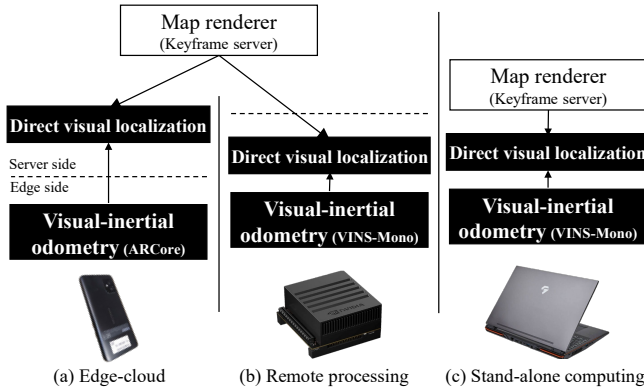 Map renderer
(Keyframe server)
Direct visual localization
Server side
Edge side
Visual-inertial
odometry (ARCore)
(a) Edge-cloud
Direct visual localization
Visual-inertial
odometry (VINS-Mono)
(b) Remote processing
Map renderer
(Keyframe server)
Direct visual localization
Visual-inertial
odometry (VINS-Mono)
(c) Stand-alone computing